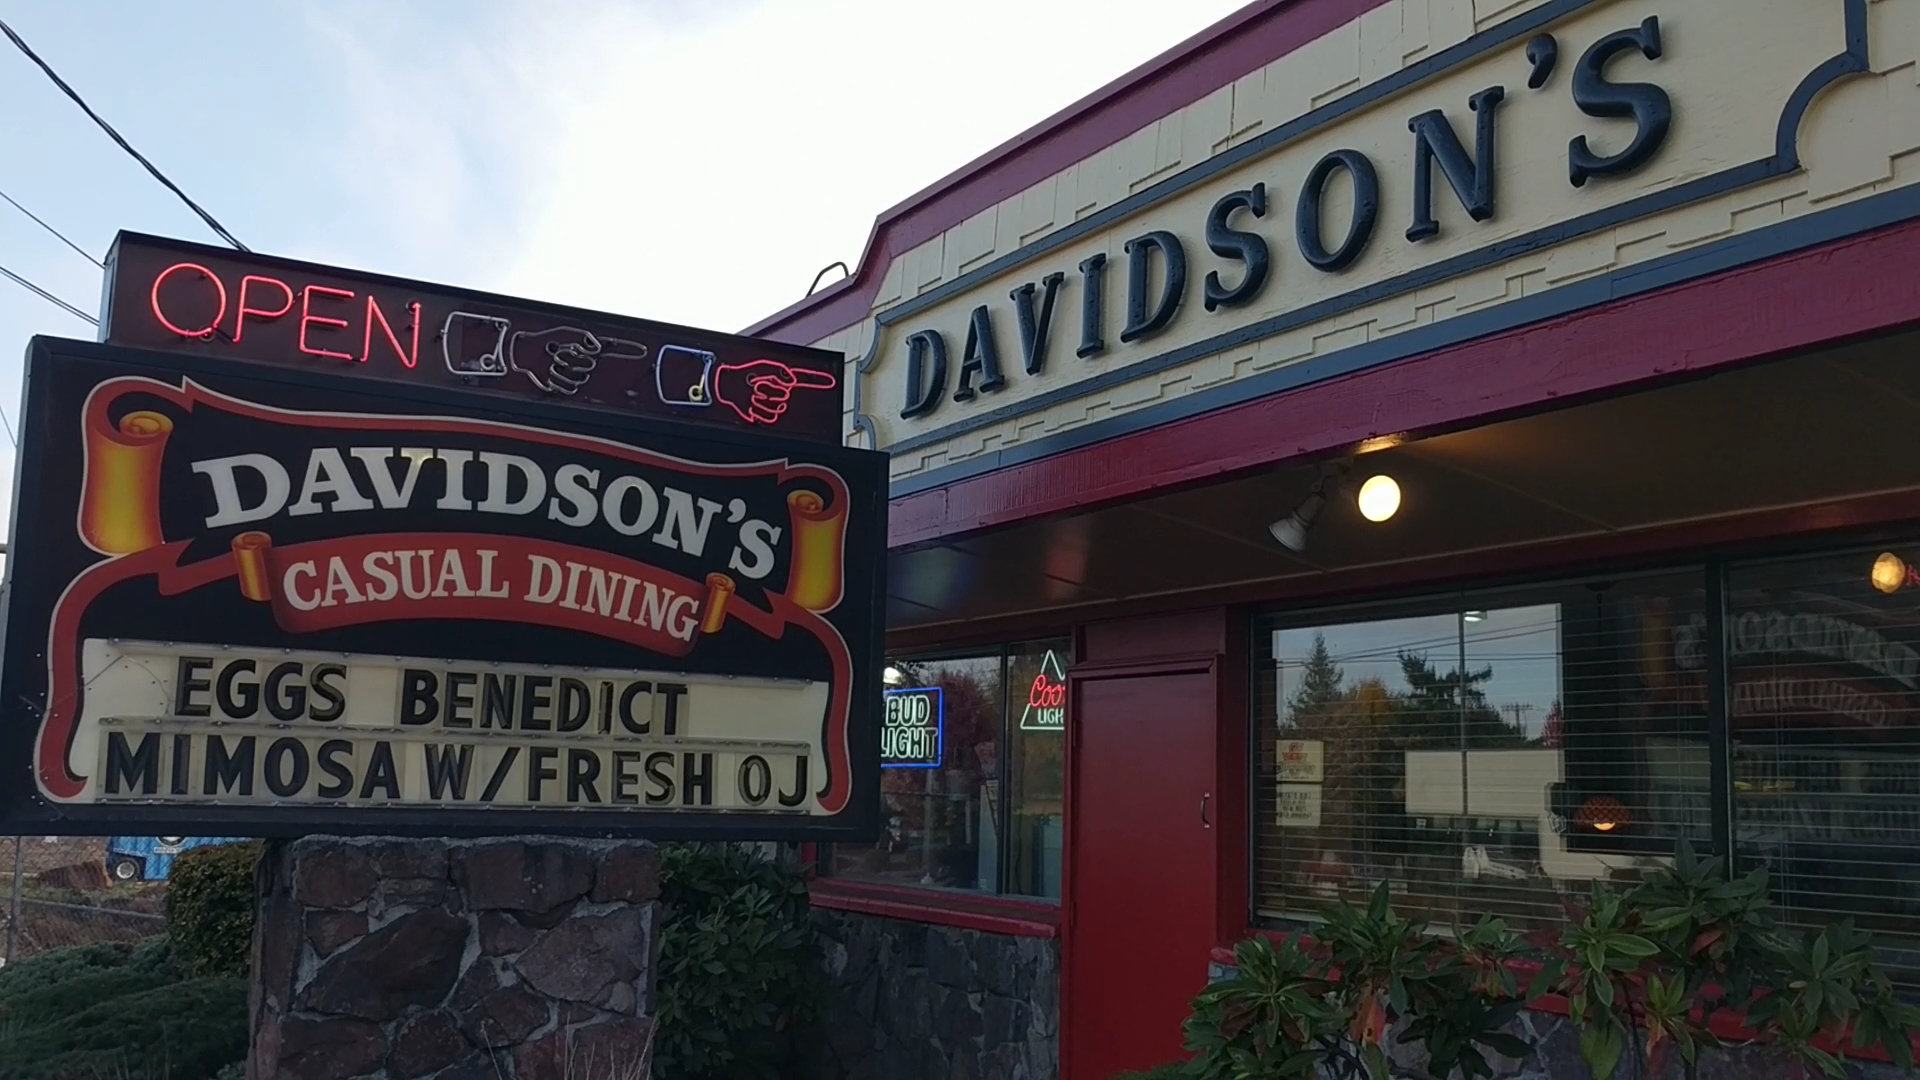 OPEN
DAVIDSON'S
CASUAL DINING
EGGS BENEDICT
MIMOSA W/FRESH OJ
DAVIDSON'S
BUD
LIGHT
Coors
LIGHT